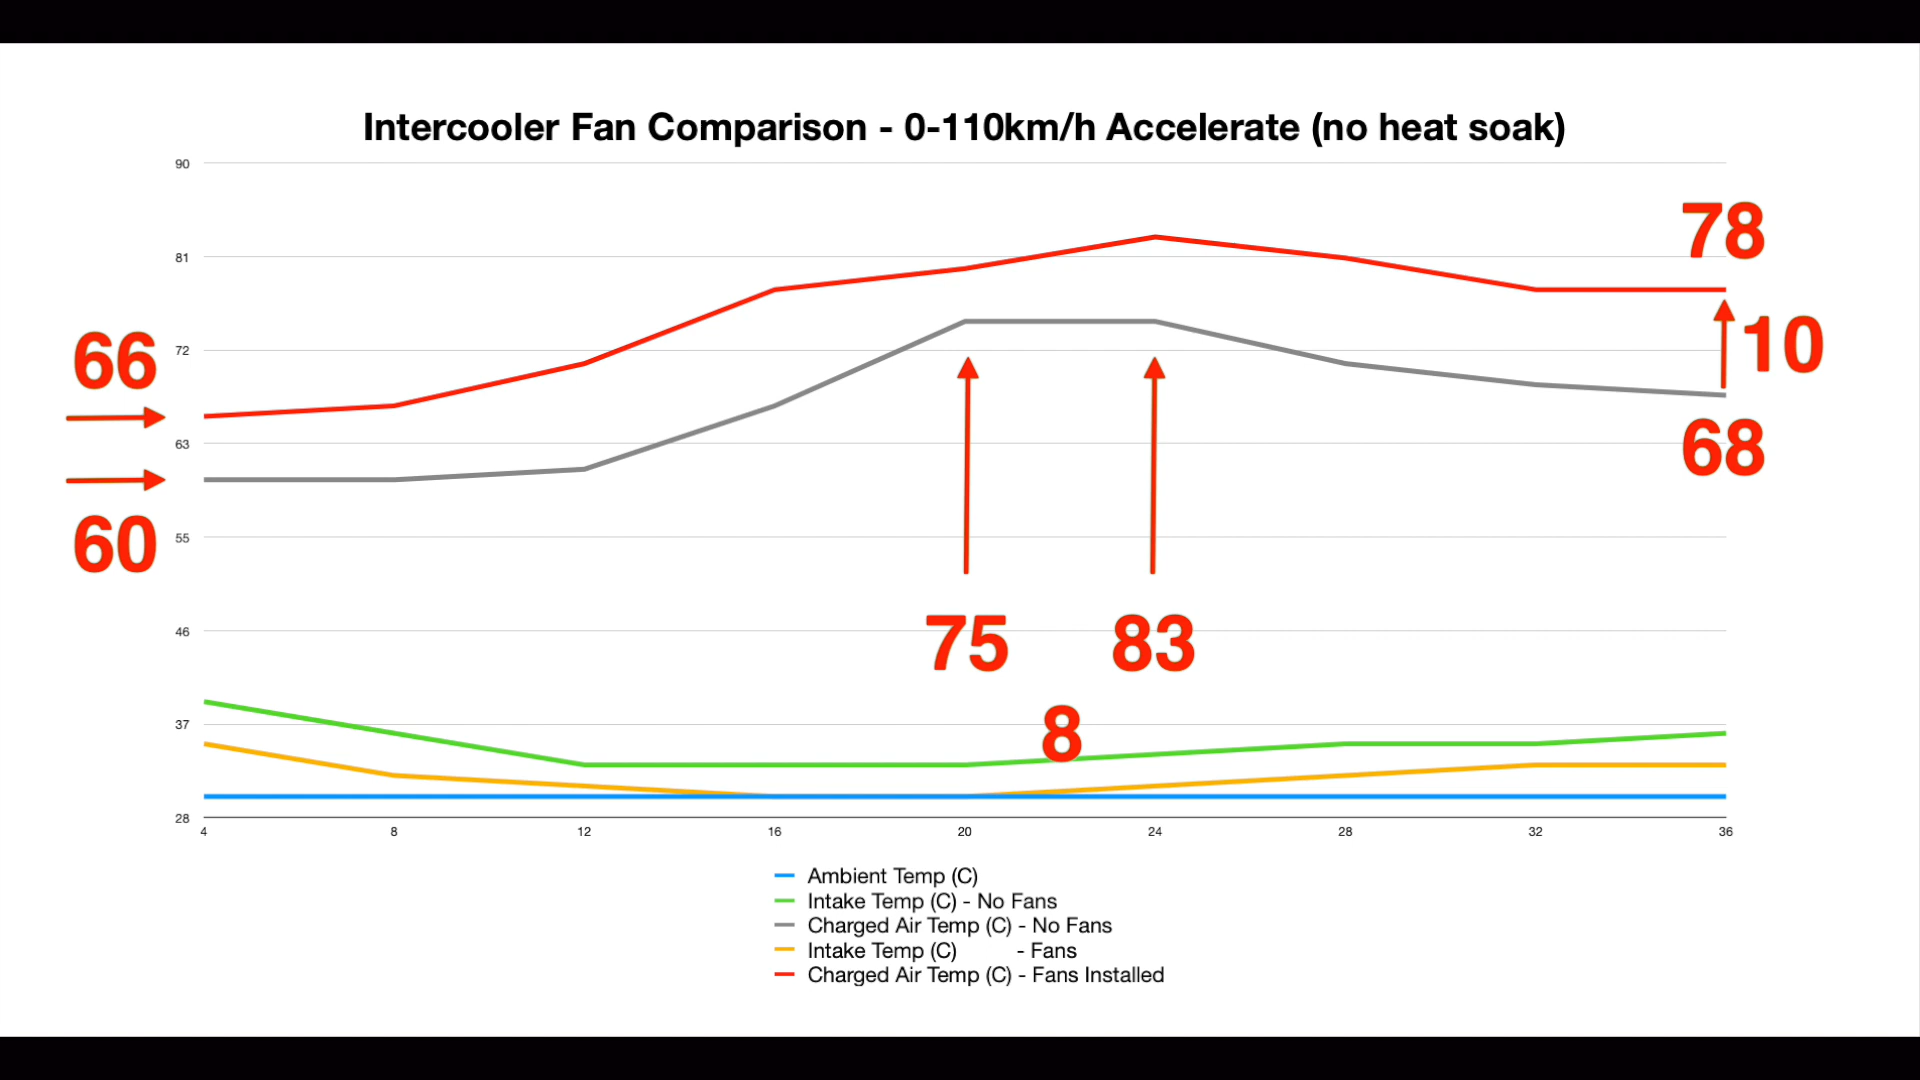 Intercooler Fan Comparison - 0-110km/h Accelerate (no heat soak)
90
78
81
10
66
72
68
63
60
55
75
83
46
8
37
28
4 8 12 16 20 24 28 32 36
Ambient Temp (C)
Intake Temp (C) - No Fans
Charged Air Temp (C) - No Fans
Intake Temp (C) - Fans
Charged Air Temp (C) - Fans Installed